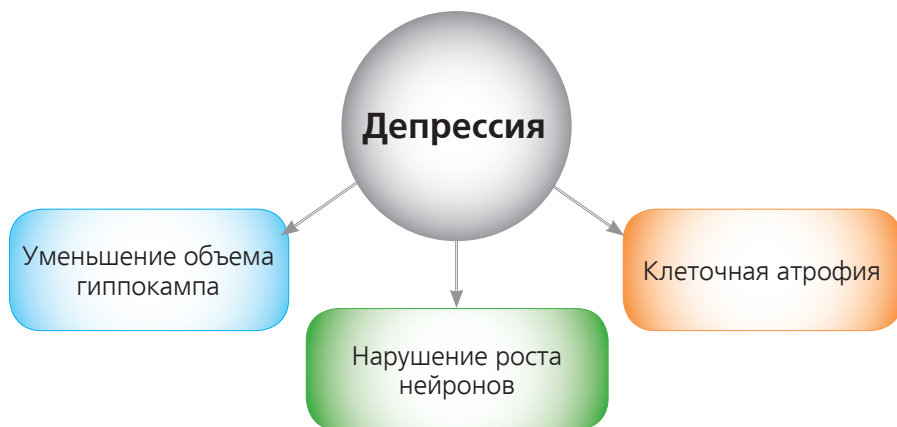 Депрессия
Уменьшение объема
гиппокампа
Нарушение роста
нейронов
Клеточная атрофия